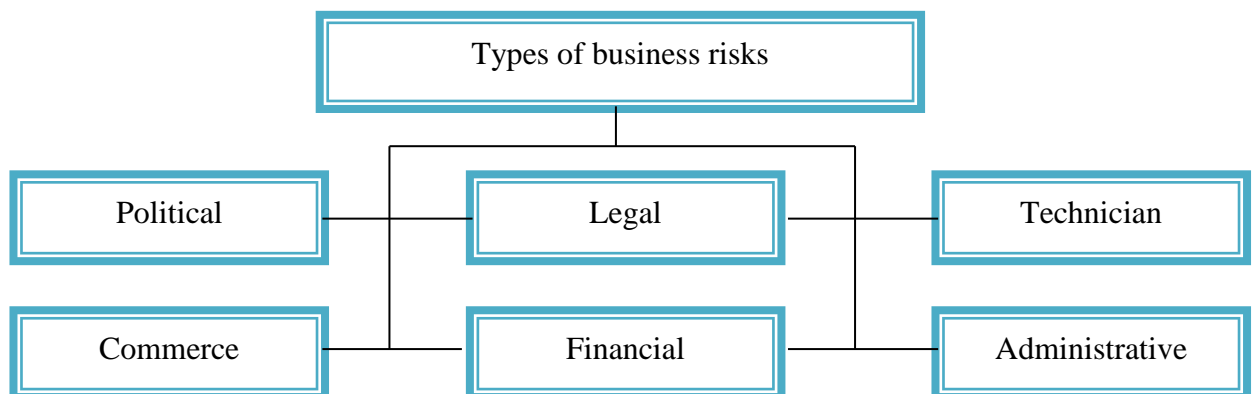 Types of business risks
Political
Legal
Technician
Commerce
Financial
Administrative